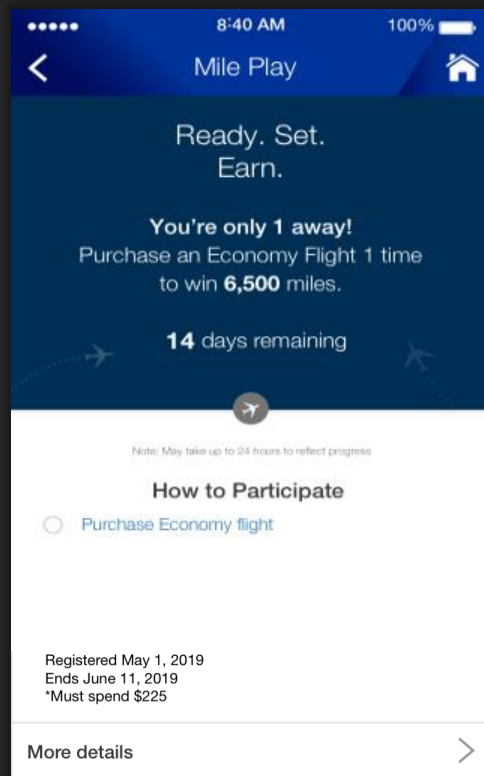 8:40 AM
100%
Mile Play
Ready. Set.
Earn.
You're only 1 away!
Purchase an Economy Flight 1 time
to win 6,500 miles.
14 days remaining
Note: May take up to 24 hours to reflect progress
How to Participate
Purchase Economy flight
Registered May 1, 2019
Ends June 11, 2019
*Must spend $225
More details